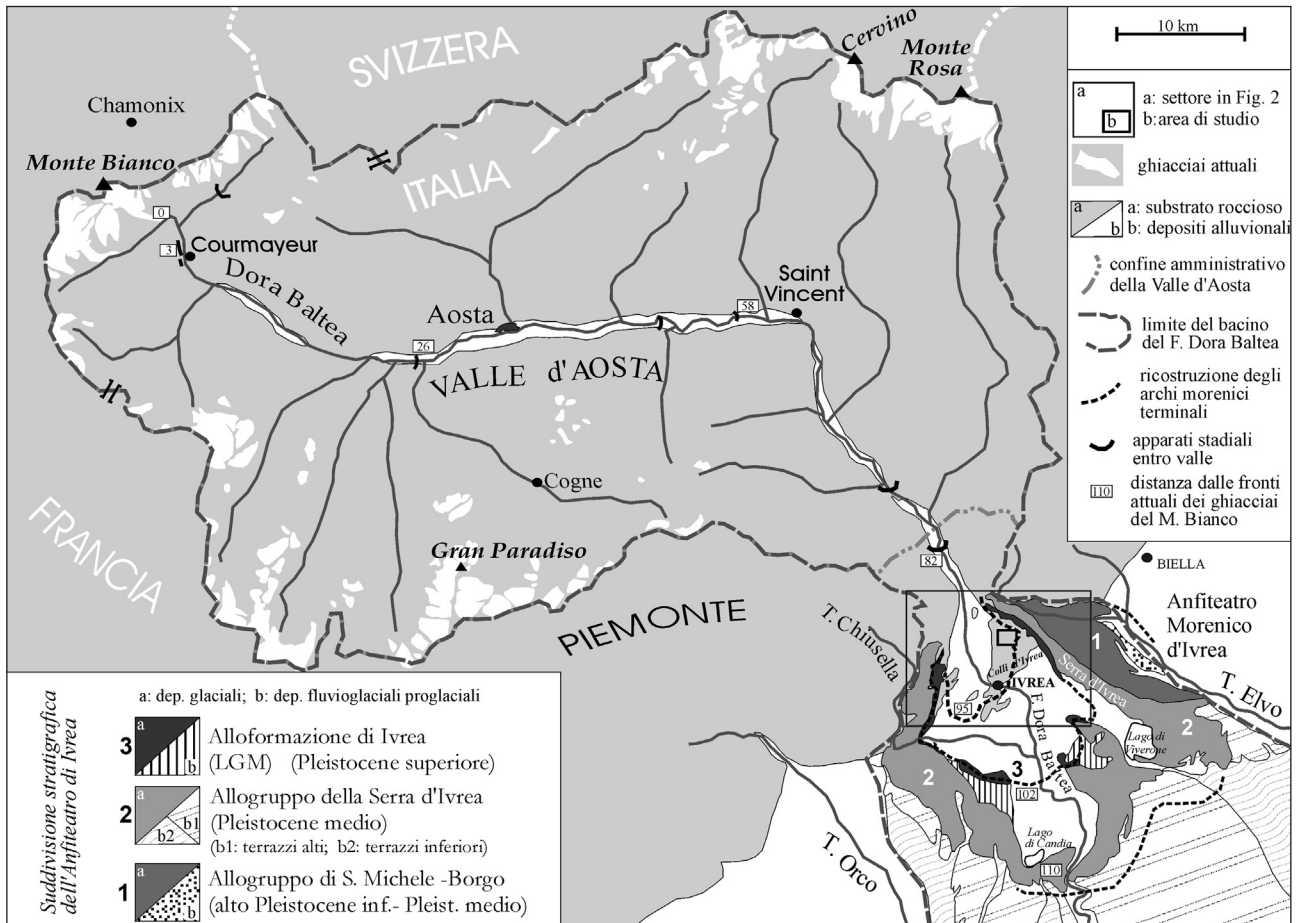 SVIZZERA
Cervino
Monte
Rosa
Chamonix
Monte Bianco
ITALIA
0
3
Courmayeur
Dora Baltea
Aosta
26
58
Saint
Vincent
VALLE d'AOSTA
Cogne
FRANCIA
Gran Paradiso
PIEMONTE
82
BIELLA
Anfiteatro
Morenico
d'Ivrea
T. Chiusella
1
Colli d'Ivrea
Serra d'Ivrea
IVREA
T. Elvo
95
F. Dora Baltea
2
Lago di
Viverone
2
3
102
T. Orco
Lago
di Candia
110
10 km
a
b
a: settore in Fig. 2
b:area di studio
ghiacciai attuali
a
b
a: substrato roccioso
b: depositi alluvionali
confine amministrativo
della Valle d'Aosta
limite del bacino
del F. Dora Baltea
ricostruzione degli
archi morenici
terminali
apparati stadiali
entro valle
110
distanza dalle fronti
attuali dei ghiacciai
del M. Bianco
Suddivisione stratigrafica
dell'Anfiteatro di Ivrea
a: dep. glaciali; b: dep. fluvioglaciali proglaciali
3
a
b
Alloformazione di Ivrea
(LGM) (Pleistocene superiore)
2
a
b1
b2
Allogruppo della Serra d'Ivrea
(Pleistocene medio)
(b1: terrazzi alti; b2: terrazzi inferiori)
1
a
b
Allogruppo di S. Michele -Borgo
(alto Pleistocene inf.- Pleist. medio)